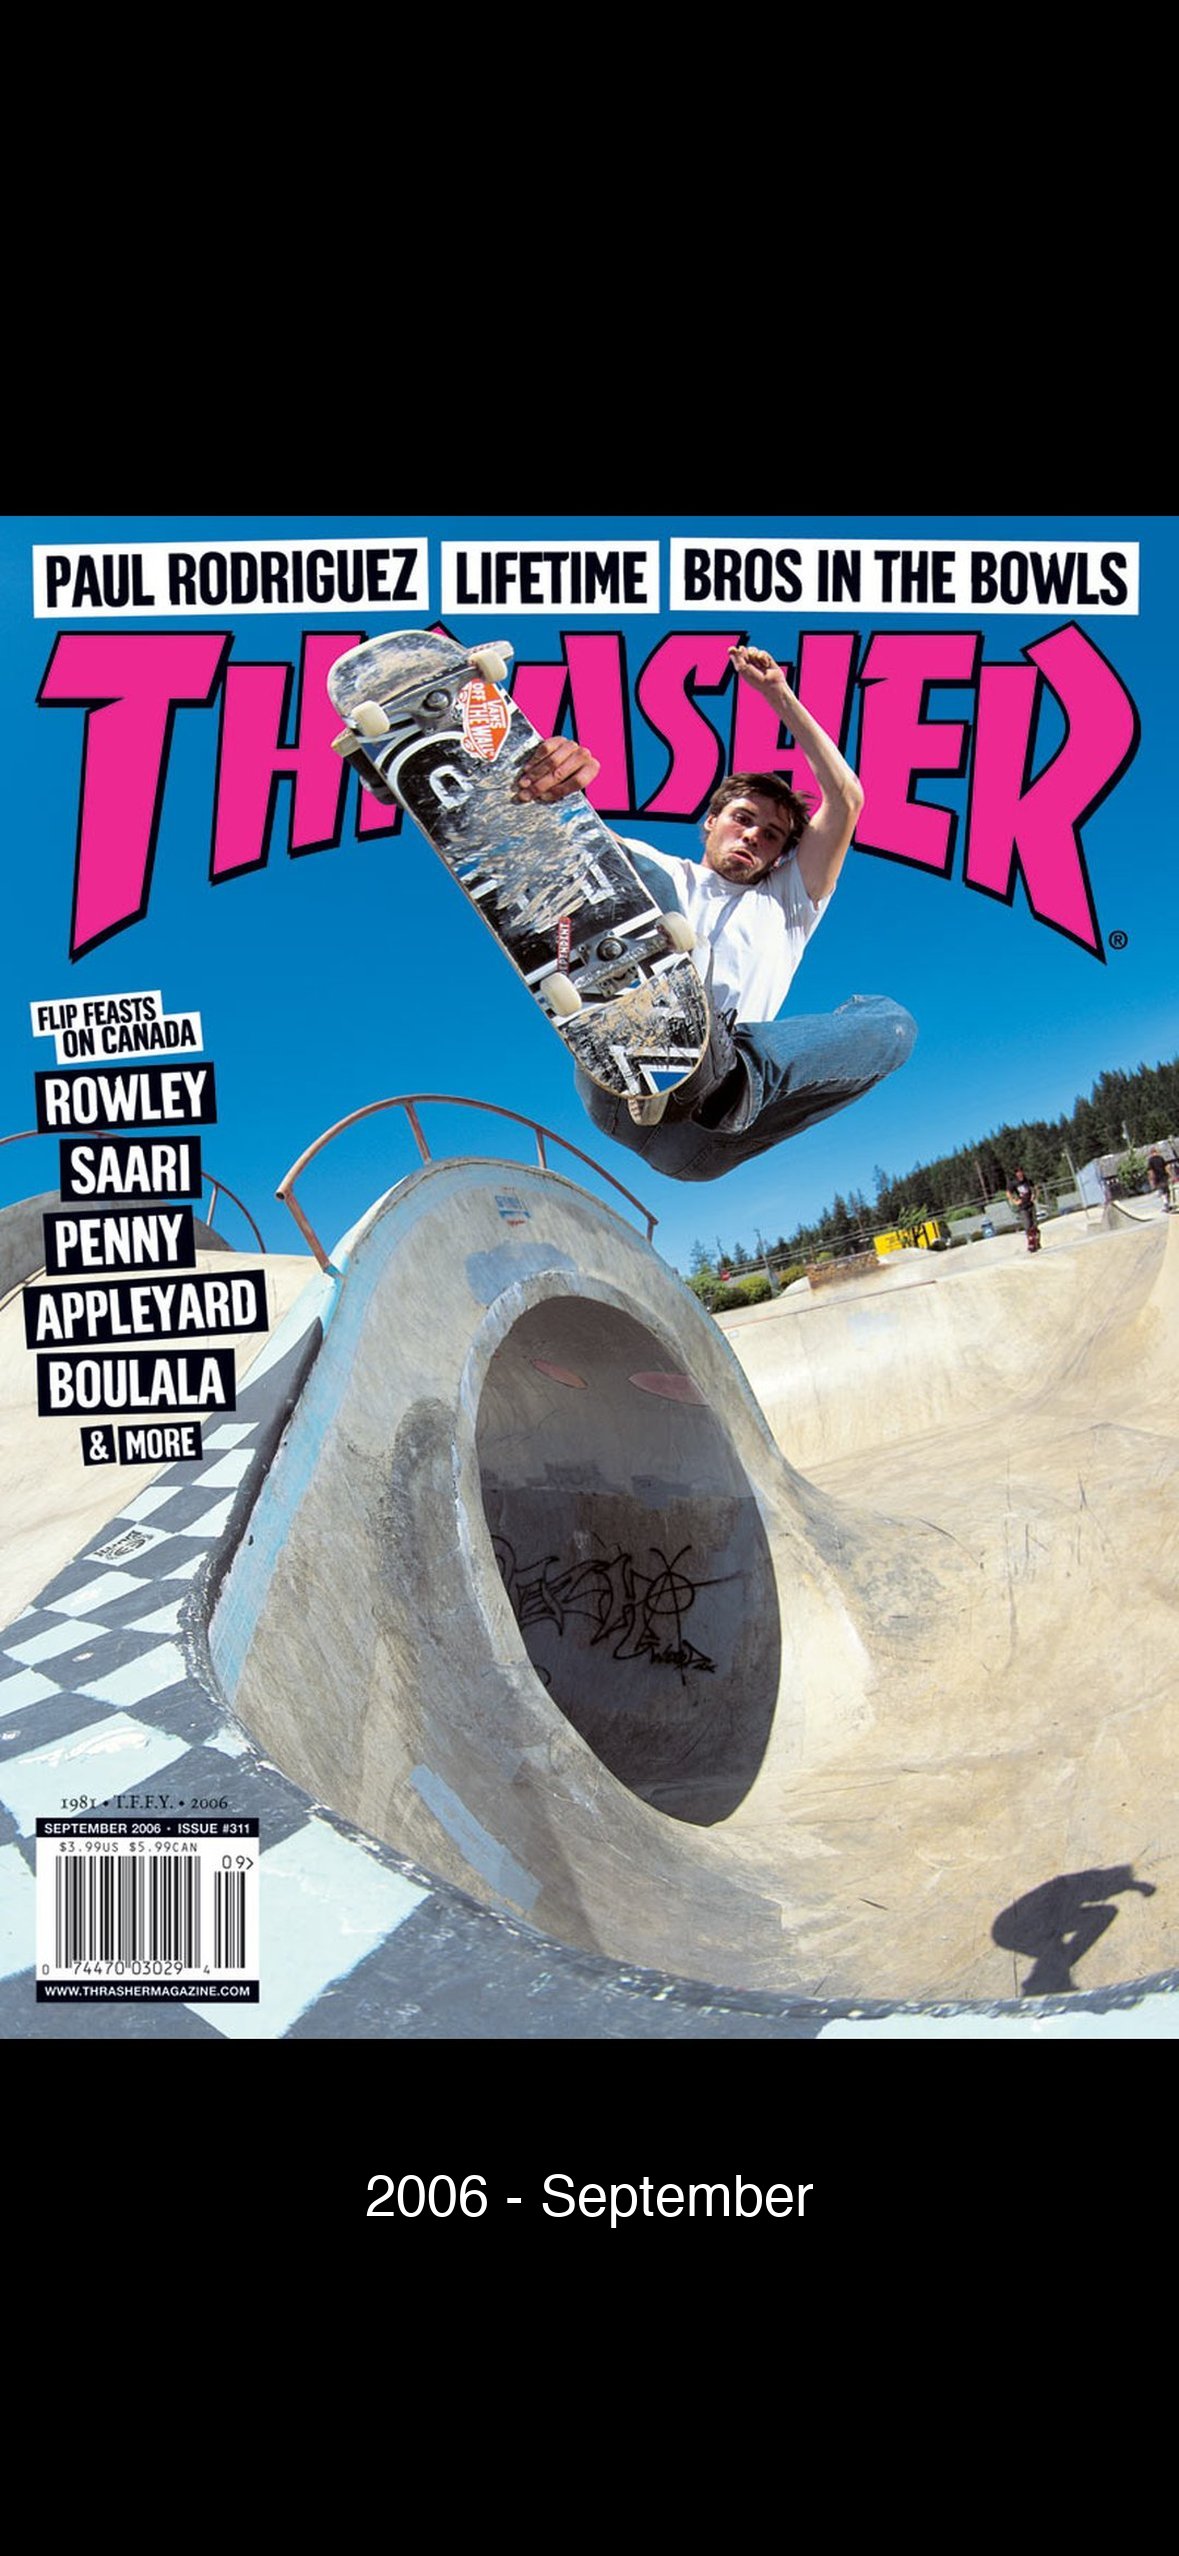 PAUL RODRIGUEZ LIFETIME BROS IN THE BOWLS
THRASHER®
VANS
"OFF THE WALL"
FLIP FEASTS
ON CANADA
ROWLEY
SAARI
PENNY
APPLEYARD
BOULALA
& MORE
1981 • T.F.F.Y. • 2006
SEPTEMBER 2006 • ISSUE #311
$3.99US $5.99CAN
09>
0 74470 03029 4
WWW.THRASHERMAGAZINE.COM
2006 - September